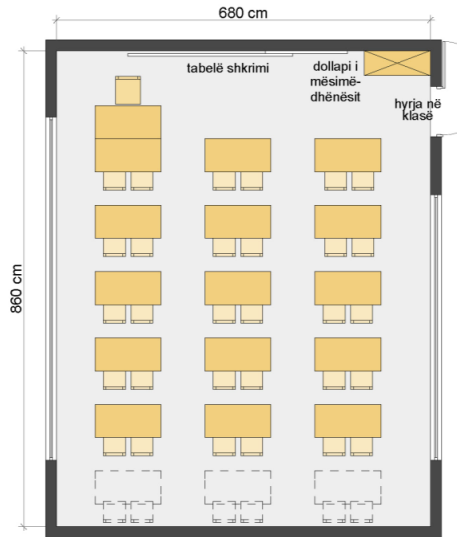 680 cm
tabelë shkrimi
dollapi i
mësimë-
dhënësit
hyrja në
klasë
860 cm